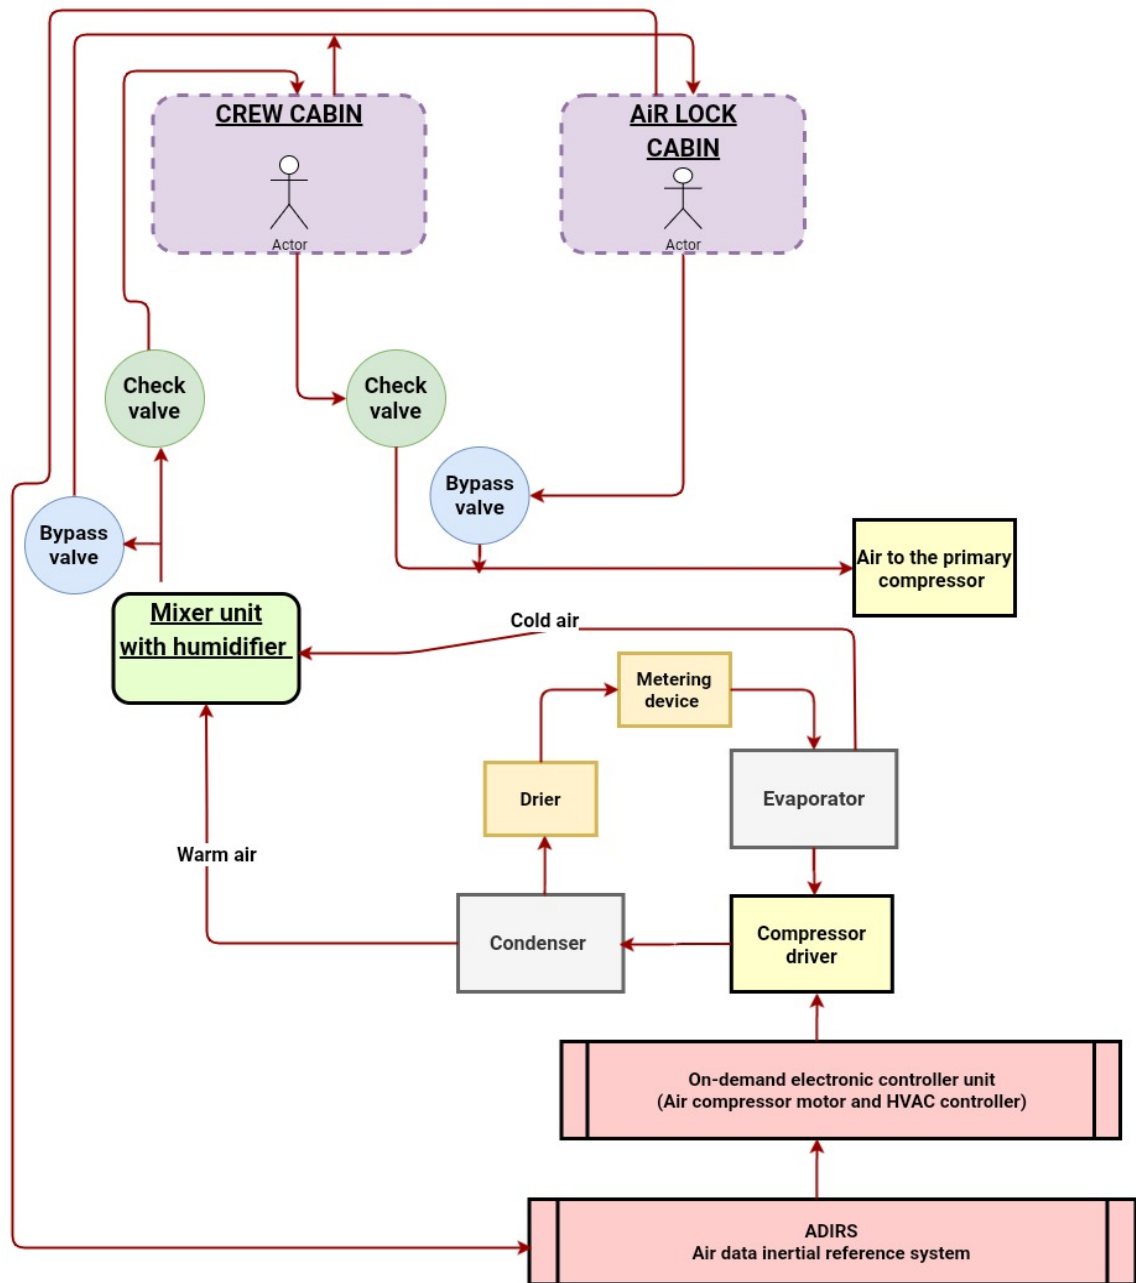 CREW CABIN
Actor
AiR LOCK
CABIN
Actor
Check
valve
Check
valve
Bypass
valve
Bypass
valve
Air to the primary
compressor
Mixer unit
with humidifier
Cold air
Metering
device
Drier
Evaporator
Warm air
Condenser
Compressor
driver
On-demand electronic controller unit
(Air compressor motor and HVAC controller)
ADIRS
Air data inertial reference system